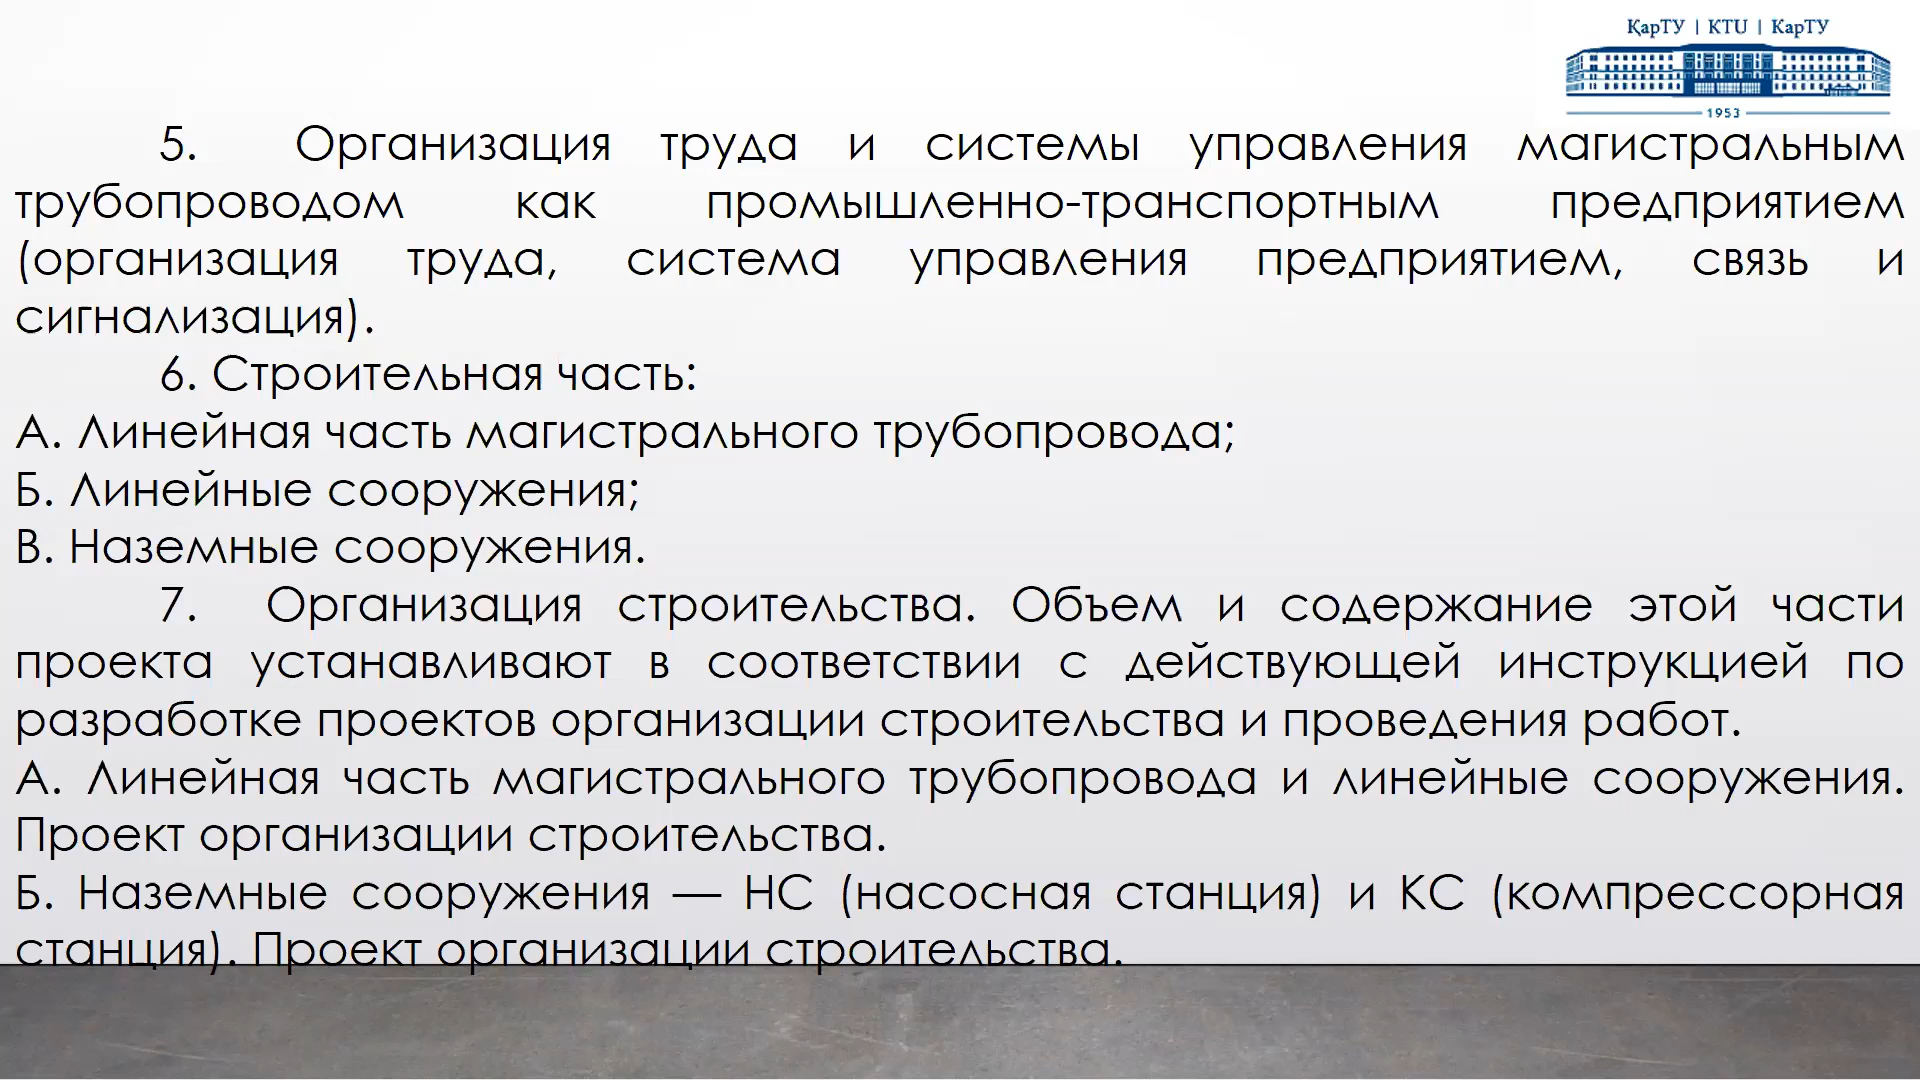 ҚарТУ | KTU | КарТУ
1953
5. Организация труда и системы управления магистральным
трубопроводом как промышленно-транспортным предприятием
(организация труда, система управления предприятием, связь и
сигнализация).
6. Строительная часть:
А. Линейная часть магистрального трубопровода;
Б. Линейные сооружения;
В. Наземные сооружения.
7. Организация строительства. Объем и содержание этой части
проекта устанавливают в соответствии с действующей инструкцией по
разработке проектов организации строительства и проведения работ.
А. Линейная часть магистрального трубопровода и линейные сооружения.
Проект организации строительства.
Б. Наземные сооружения — НС (насосная станция) и КС (компрессорная
станция). Проект организации строительства.